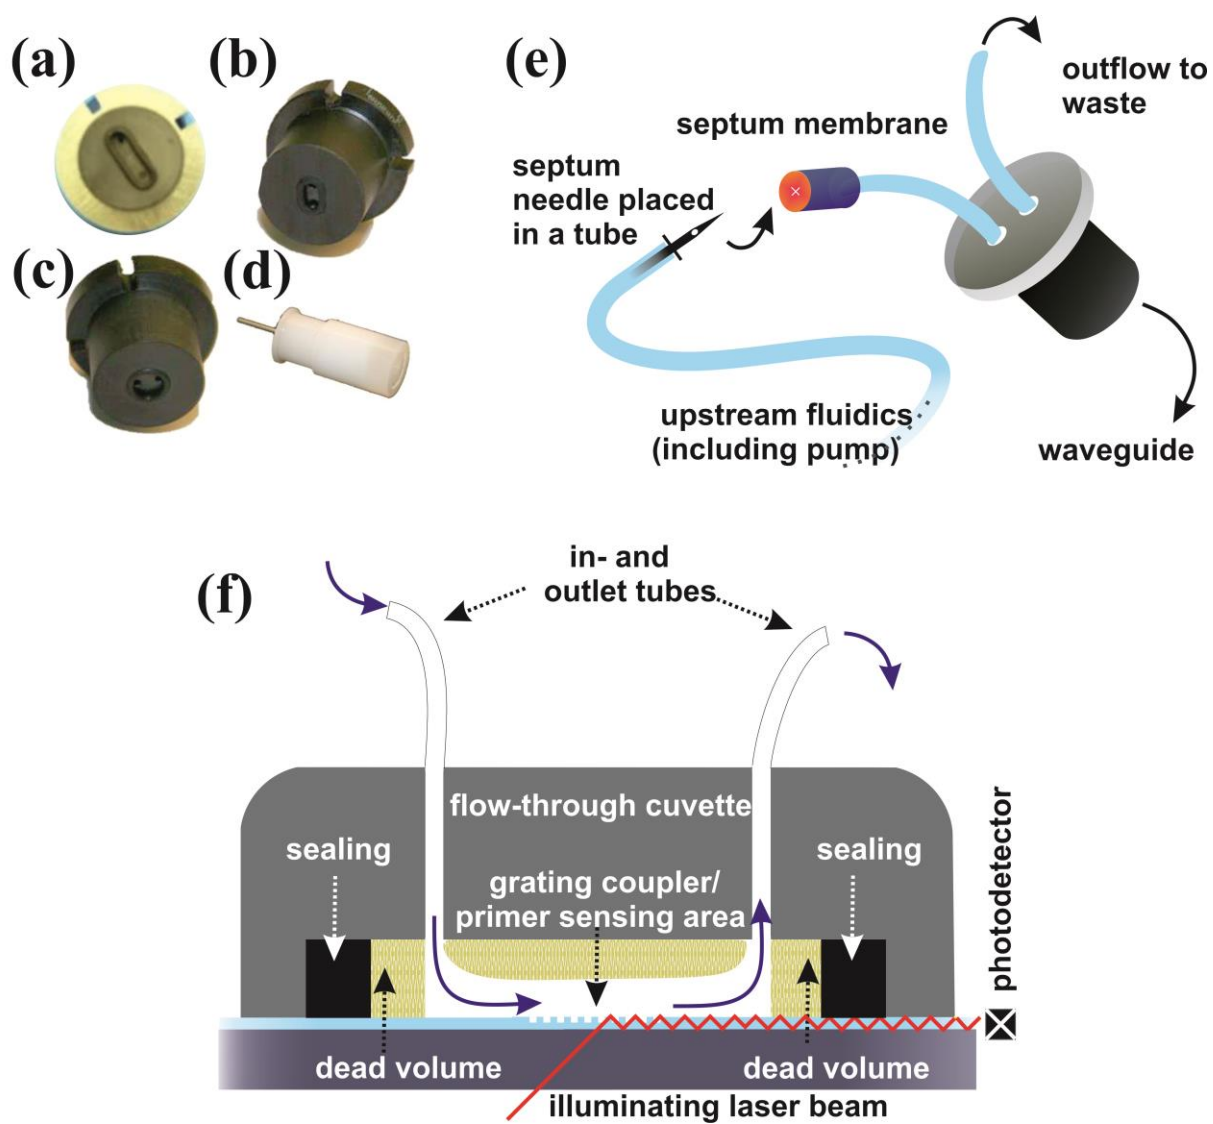 (a)
(b)
(c)
(d)
(e)
outflow to
waste
septum membrane
septum
needle placed
in a tube
upstream fluidics
(including pump)
waveguide
(f)
in- and
outlet tubes
flow-through cuvette
sealing
sealing
grating coupler/
primer sensing area
photodetector
dead volume
dead volume
illuminating laser beam